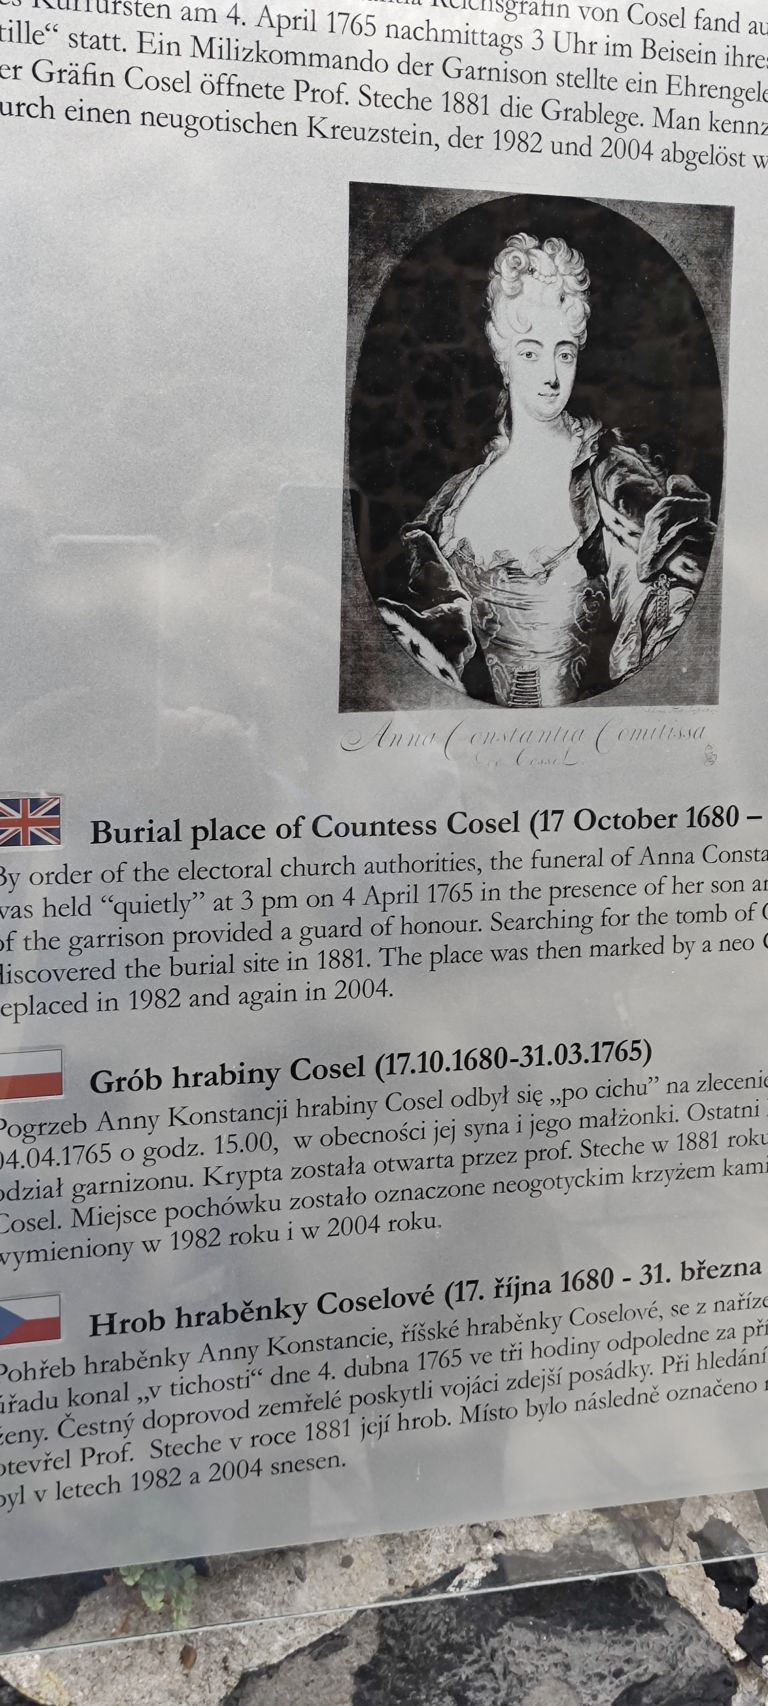 Kurfürsten am 4. April 1765 nachmittags 3 Uhr im Beisein ihres
Reichsgräfin von Cosel fand au
tille“ statt. Ein Milizkommando der Garnison stellte ein Ehrengele
er Gräfin Cosel öffnete Prof. Steche 1881 die Grablege. Man kennz
urch einen neugotischen Kreuzstein, der 1982 und 2004 abgelöst w
Anna Constantia Comitissa
Cossel
Burial place of Countess Cosel (17 October 1680 –
By order of the electoral church authorities, the funeral of Anna Consta
was held “quietly” at 3 pm on 4 April 1765 in the presence of her son an
of the garrison provided a guard of honour. Searching for the tomb of C
discovered the burial site in 1881. The place was then marked by a neo G
eplaced in 1982 and again in 2004.
Grób hrabiny Cosel (17.10.1680-31.03.1765)
Pogrzeb Anny Konstancji hrabiny Cosel odbył się „po cichu” na zlecenie
04.04.1765 o godz. 15.00, w obecności jej syna i jego małżonki. Ostatni
odział garnizonu. Krypta została otwarta przez prof. Steche w 1881 roku
Cosel. Miejsce pochówku zostało oznaczone neogotyckim krzyżem kami
wymieniony w 1982 roku i w 2004 roku.
Hrob hraběnky Coselové (17. října 1680 - 31. března
Pohřeb hraběnky Anny Konstancie, říšské hraběnky Coselové, se z naříze
úřadu konal „v tichosti“ dne 4. dubna 1765 ve tři hodiny odpoledne za pří
ženy. Čestný doprovod zemřelé poskytli vojáci zdejší posádky. Při hledání
otevřel Prof. Steche v roce 1881 její hrob. Místo bylo následně označeno
byl v letech 1982 a 2004 snesen.